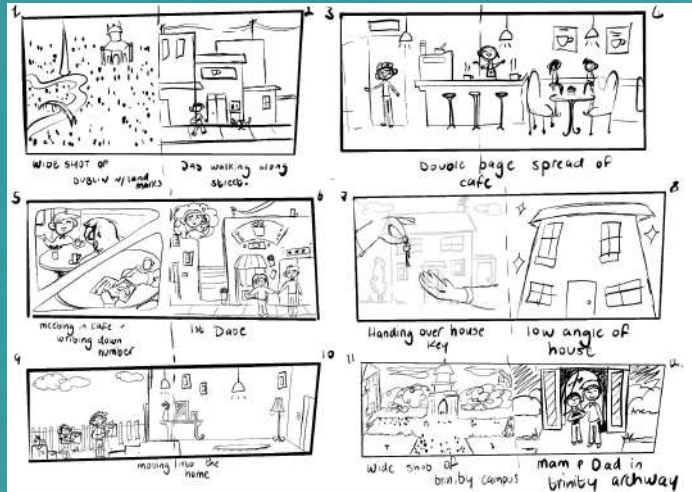 1. 2
WIDE SHOT OF
DUBLIN W/ LAND
MARKS
Dad walking along
street.
3 4
Double page spread of
cafe
5 6
meeting in cafe +
writing down
number
1st Date
7 8
Handing over house
key
low angle of
house
9 10
moving into the
home
11 12.
Wide shot of
trinity campus
mam & Dad in
trinity archway